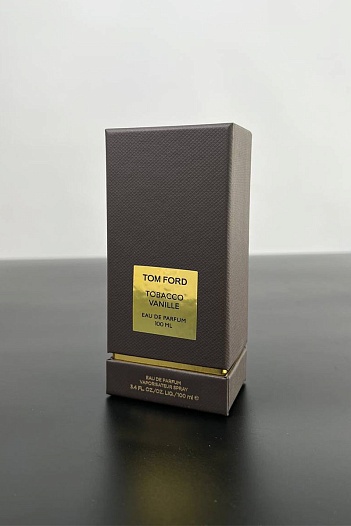 TOM FORD
TOBACCO
VANILLE
EAU DE PARFUM
100 ML
EAU DE PARFUM
VAPORISATEUR SPRAY
3.4 FL. OZ./OZ. LIQ./100 ml ℮